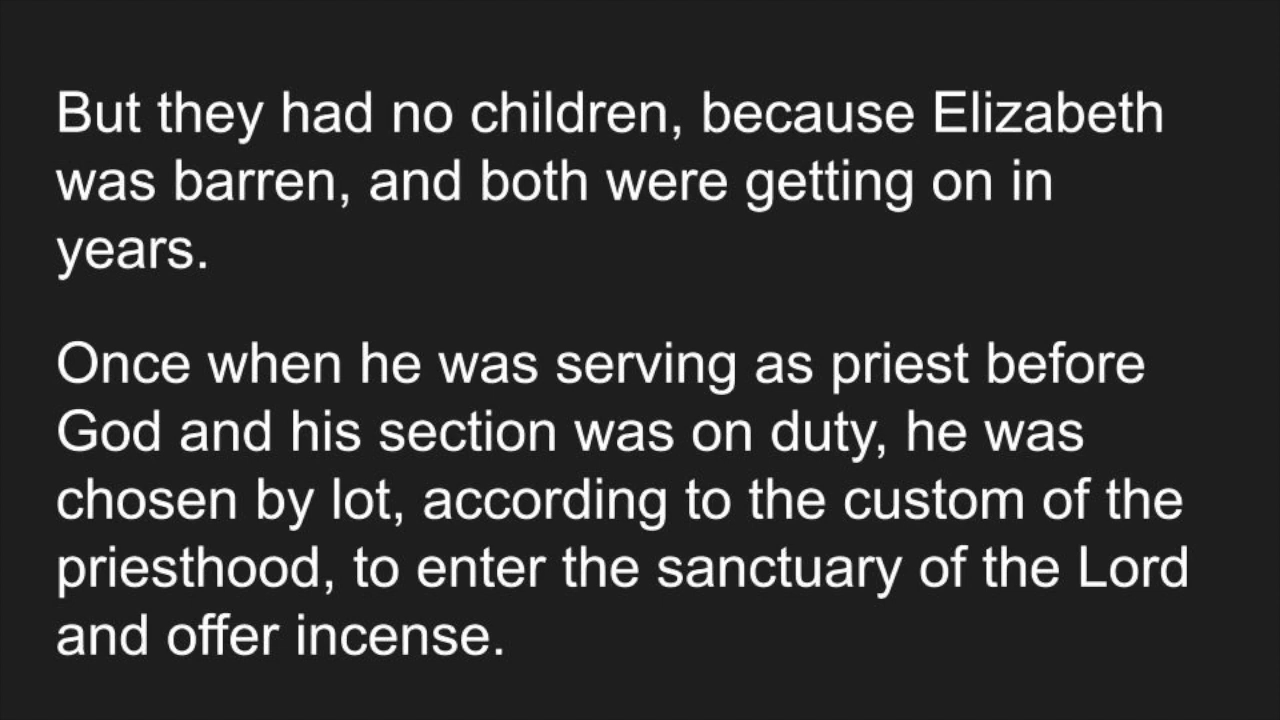 But they had no children, because Elizabeth
was barren, and both were getting on in
years.
Once when he was serving as priest before
God and his section was on duty, he was
chosen by lot, according to the custom of the
priesthood, to enter the sanctuary of the Lord
and offer incense.